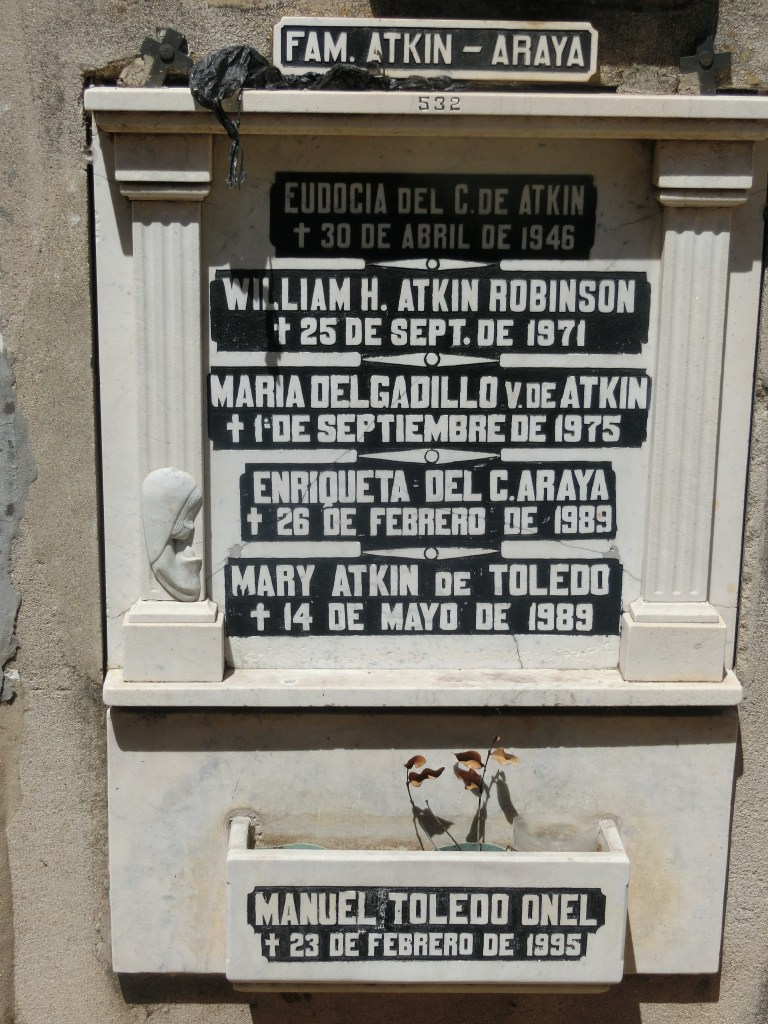 FAM. ATKIN - ARAYA
532
EUDOCIA DEL C. DE ATKIN
✝ 30 DE ABRIL DE 1946
WILLIAM H. ATKIN ROBINSON
✝ 25 DE SEPT. DE 1971
MARIA DELGADILLO V. DE ATKIN
✝ 1º DE SEPTIEMBRE DE 1975
ENRIQUETA DEL C. ARAYA
✝ 26 DE FEBRERO DE 1989
MARY ATKIN DE TOLEDO
✝ 14 DE MAYO DE 1989
MANUEL TOLEDO ONEL
✝ 23 DE FEBRERO DE 1995